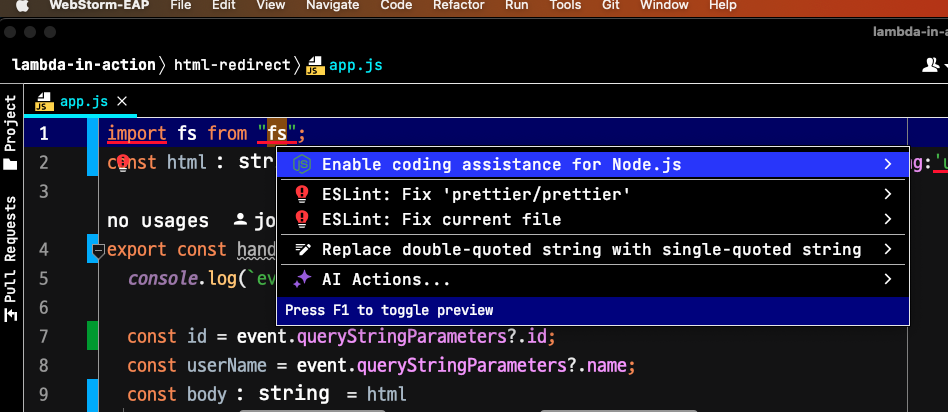 WebStorm-EAP File Edit View Navigate Code Refactor Run Tools Git Window Help
lambda-in-a
lambda-in-action html-redirect JS app.js
JS app.js
Project
Pull Requests
1 import fs from "fs";
2 const html : stri ng:'u
3
no usages jo
4 export const hand
5 console.log(`ev
6
7 const id = event.queryStringParameters?.id;
8 const userName = event.queryStringParameters?.name;
9 const body : string = html
Enable coding assistance for Node.js
ESLint: Fix 'prettier/prettier'
ESLint: Fix current file
Replace double-quoted string with single-quoted string
AI Actions...
Press F1 to toggle preview